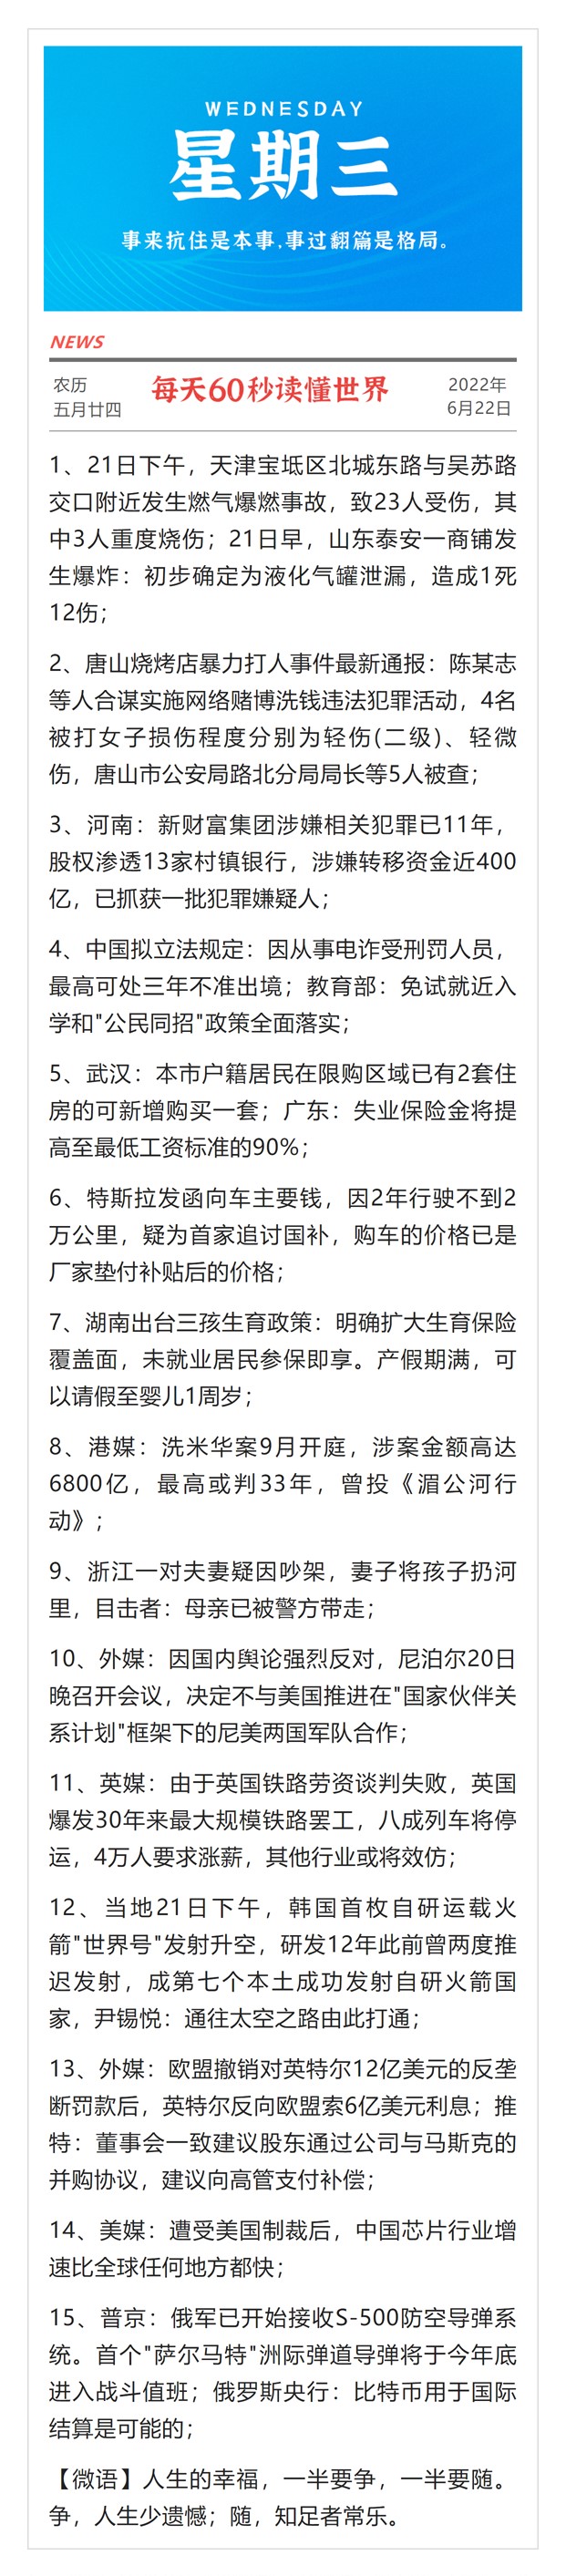 WEDNESDAY
星期三
事来抗住是本事,事过翻篇是格局。
NEWS
农历
五月廿四
每天60秒读懂世界
2022年
6月22日
1、21日下午，天津宝坻区北城东路与吴苏路
交口附近发生燃气爆燃事故，致23人受伤，其
中3人重度烧伤；21日早，山东泰安一商铺发
生爆炸：初步确定为液化气罐泄漏，造成1死
12伤；
2、唐山烧烤店暴力打人事件最新通报：陈某志
等人合谋实施网络赌博洗钱违法犯罪活动，4名
被打女子损伤程度分别为轻伤(二级)、轻微
伤，唐山市公安局路北分局局长等5人被查；
3、河南：新财富集团涉嫌相关犯罪已11年，
股权渗透13家村镇银行，涉嫌转移资金近400
亿，已抓获一批犯罪嫌疑人；
4、中国拟立法规定：因从事电诈受刑罚人员，
最高可处三年不准出境；教育部：免试就近入
学和"公民同招"政策全面落实；
5、武汉：本市户籍居民在限购区域已有2套住
房的可新增购买一套；广东：失业保险金将提
高至最低工资标准的90%；
6、特斯拉发函向车主要钱，因2年行驶不到2
万公里，疑为首家追讨国补，购车的价格已是
厂家垫付补贴后的价格；
7、湖南出台三孩生育政策：明确扩大生育保险
覆盖面，未就业居民参保即享。产假期满，可
以请假至婴儿1周岁；
8、港媒：洗米华案9月开庭，涉案金额高达
6800亿，最高或判33年，曾投《湄公河行
动》；
9、浙江一对夫妻疑因吵架，妻子将孩子扔河
里，目击者：母亲已被警方带走；
10、外媒：因国内舆论强烈反对，尼泊尔20日
晚召开会议，决定不与美国推进在"国家伙伴关
系计划"框架下的尼美两国军队合作；
11、英媒：由于英国铁路劳资谈判失败，英国
爆发30年来最大规模铁路罢工，八成列车将停
运，4万人要求涨薪，其他行业或将效仿；
12、当地21日下午，韩国首枚自研运载火
箭"世界号"发射升空，研发12年此前曾两度推
迟发射，成第七个本土成功发射自研火箭国
家，尹锡悦：通往太空之路由此打通；
13、外媒：欧盟撤销对英特尔12亿美元的反垄
断罚款后，英特尔反向欧盟索6亿美元利息；推
特：董事会一致建议股东通过公司与马斯克的
并购协议，建议向高管支付补偿；
14、美媒：遭受美国制裁后，中国芯片行业增
速比全球任何地方都快；
15、普京：俄军已开始接收S-500防空导弹系
统。首个"萨尔马特"洲际弹道导弹将于今年底
进入战斗值班；俄罗斯央行：比特币用于国际
结算是可能的；
【微语】人生的幸福，一半要争，一半要随。
争，人生少遗憾；随，知足者常乐。